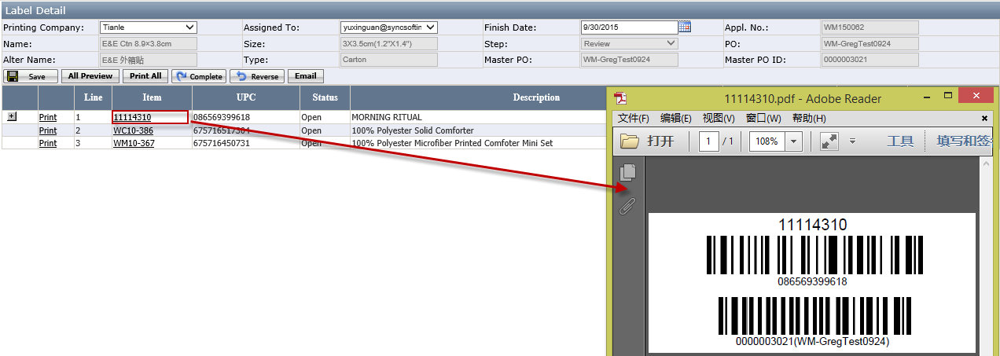 Label Detail
Printing Company: Tianle Assigned To: yuxinguan@syncsoftin Finish Date: 9/30/2015 Appl. No.: WM150062
Name: E&E Ctn 8.9×3.8cm Size: 3X3.5cm(1.2"X1.4") Step: Review PO: WM-GregTest0924
Alter Name: E&E 外箱贴 Type: Carton Master PO: WM-GregTest0924 Master PO ID: 0000003021
Save All Preview Print All Complete Reverse Email
Line Item UPC Status Description
+ Print 1 11114310 086569399618 Open MORNING RITUAL
Print 2 WC10-386 675716517564 Open 100% Polyester Solid Comforter
Print 3 WM10-367 675716450731 Open 100% Polyester Microfiber Printed Comfoter Mini Set
11114310.pdf - Adobe Reader
文件(F) 编辑(E) 视图(V) 窗口(W) 帮助(H)
打开 1 / 1 108% 工具 填写和签
11114310
086569399618
0000003021(WM-GregTest0924)